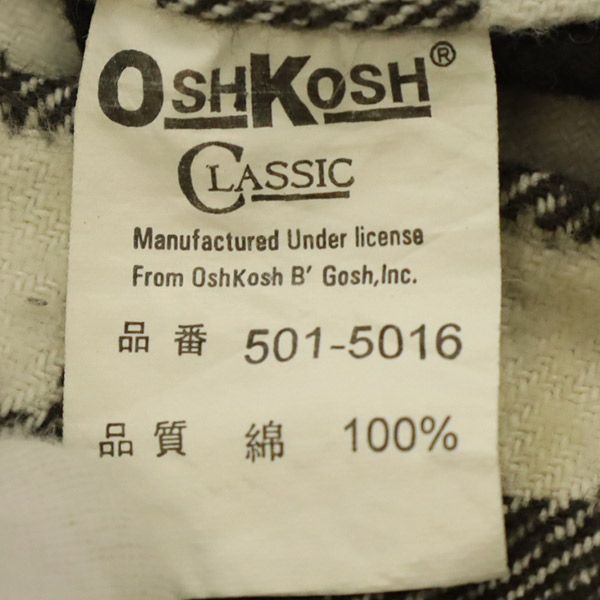 OSHKOSH®
CLASSIC
Manufactured Under license
From OshKosh B' Gosh,Inc.
品番 501-5016
品質 綿 100%